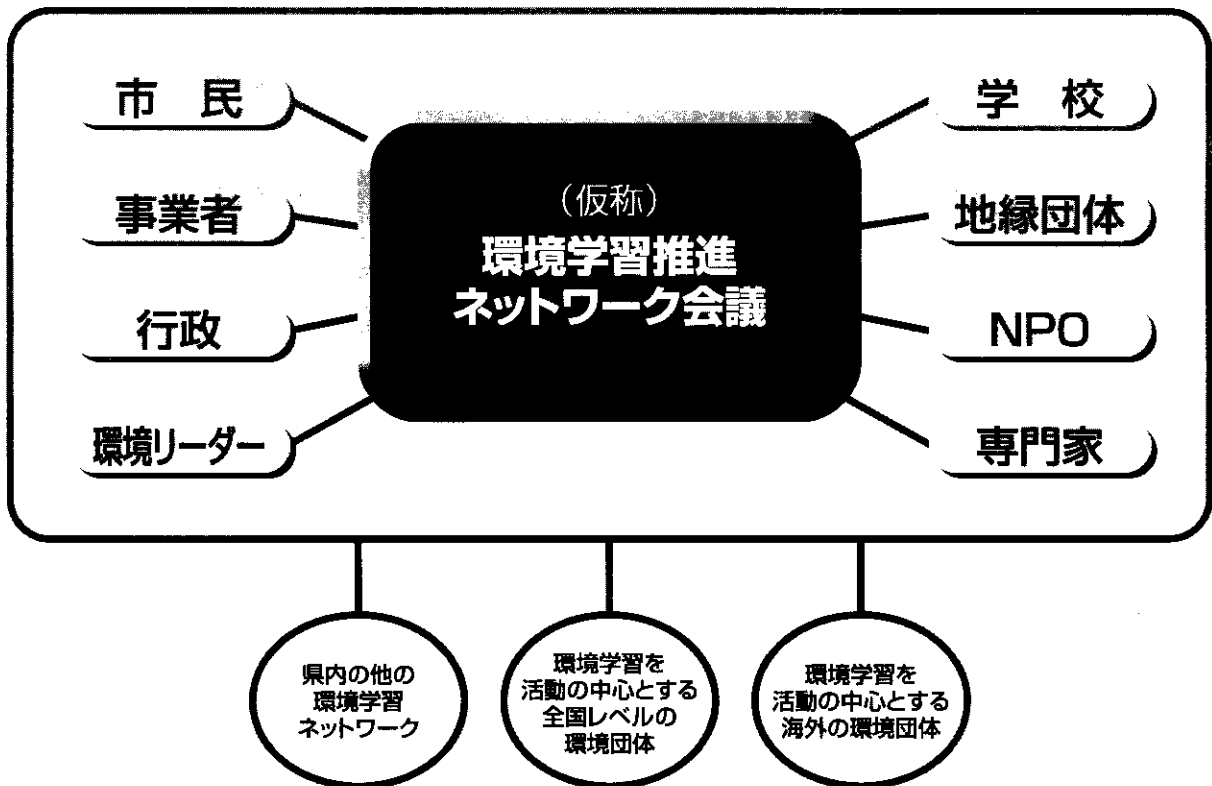 市 民
事業者
行政
環境リーダー
(仮称)
環境学習推進
ネットワーク会議
学 校
地縁団体
NPO
専門家
県内の他の
環境学習
ネットワーク
環境学習を
活動の中心とする
全国レベルの
環境団体
環境学習を
活動の中心とする
海外の環境団体